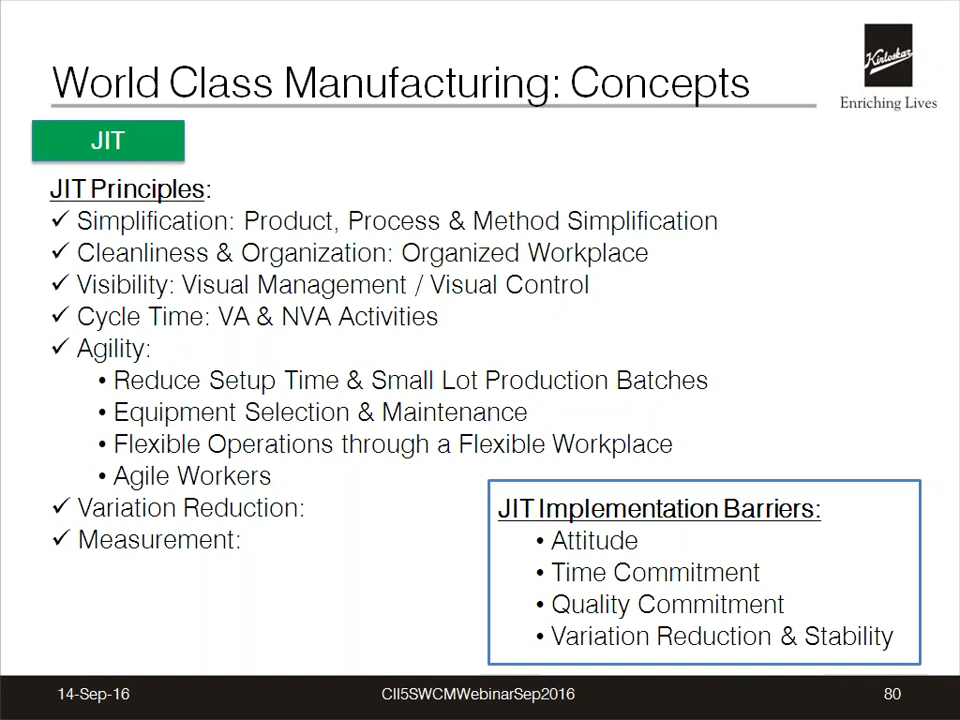 World Class Manufacturing: Concepts
Kirloskar
Enriching Lives
JIT
JIT Principles:
✓ Simplification: Product, Process & Method Simplification
✓ Cleanliness & Organization: Organized Workplace
✓ Visibility: Visual Management / Visual Control
✓ Cycle Time: VA & NVA Activities
✓ Agility:
• Reduce Setup Time & Small Lot Production Batches
• Equipment Selection & Maintenance
• Flexible Operations through a Flexible Workplace
• Agile Workers
✓ Variation Reduction:
✓ Measurement:
JIT Implementation Barriers:
• Attitude
• Time Commitment
• Quality Commitment
• Variation Reduction & Stability
14-Sep-16
CII5SWCMWebinarSep2016
80